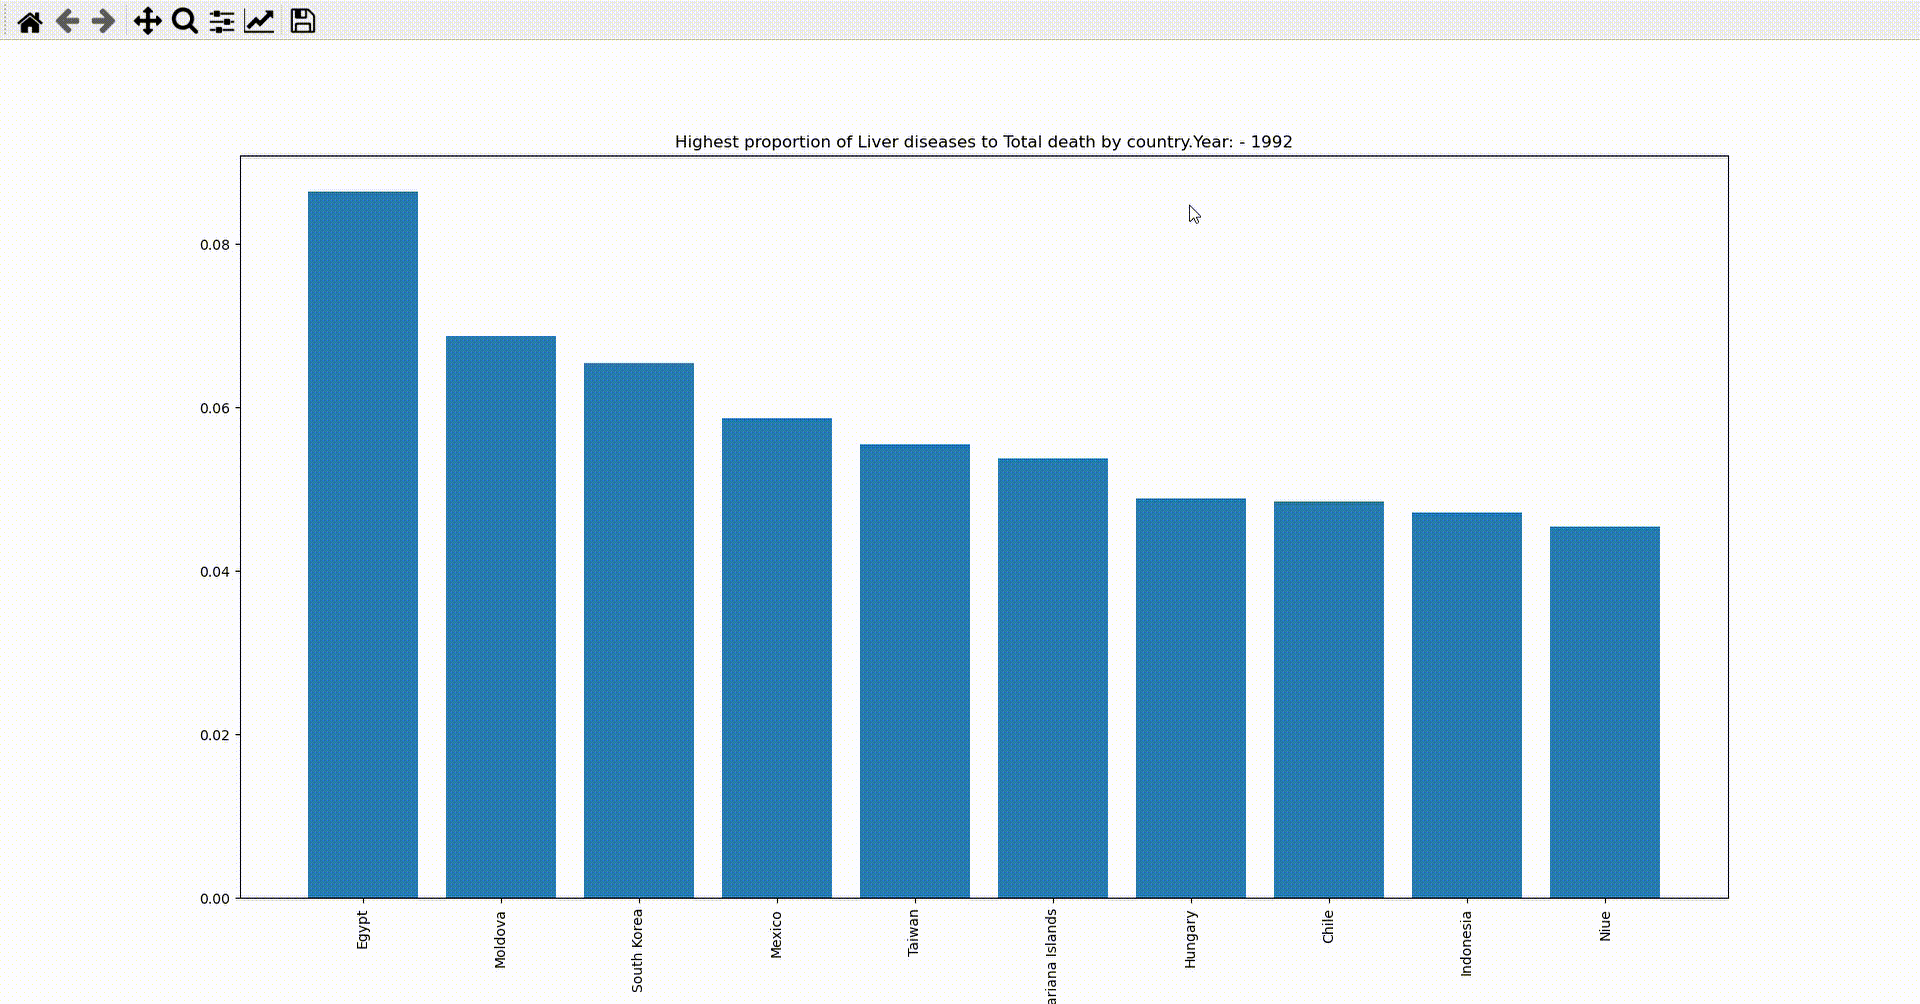 Highest proportion of Liver diseases to Total death by country.Year: - 1992
0.08
0.06
0.04
0.02
0.00
Egypt
Moldova
South Korea
Mexico
Taiwan
ariana Islands
Hungary
Chile
Indonesia
Niue